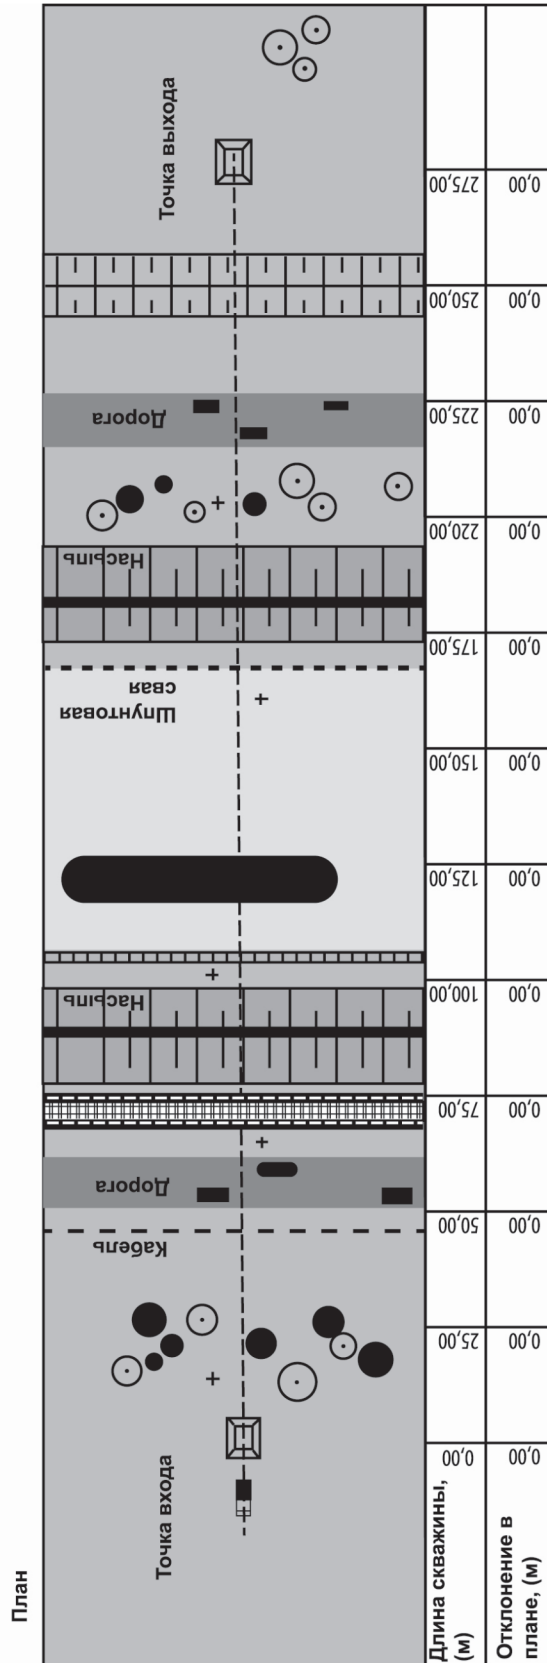 План
Точка входа
Кабель
Дорога
Насыпь
Шпунтовая
свая
Насыпь
Дорога
Точка выхода
Длина скважины,
(м)
0,00
25,00
50,00
75,00
100,00
125,00
150,00
175,00
220,00
225,00
250,00
275,00
Отклонение в
плане, (м)
0,00
0,00
0,00
0,00
0,00
0,00
0,00
0,00
0,00
0,00
0,00
0,00